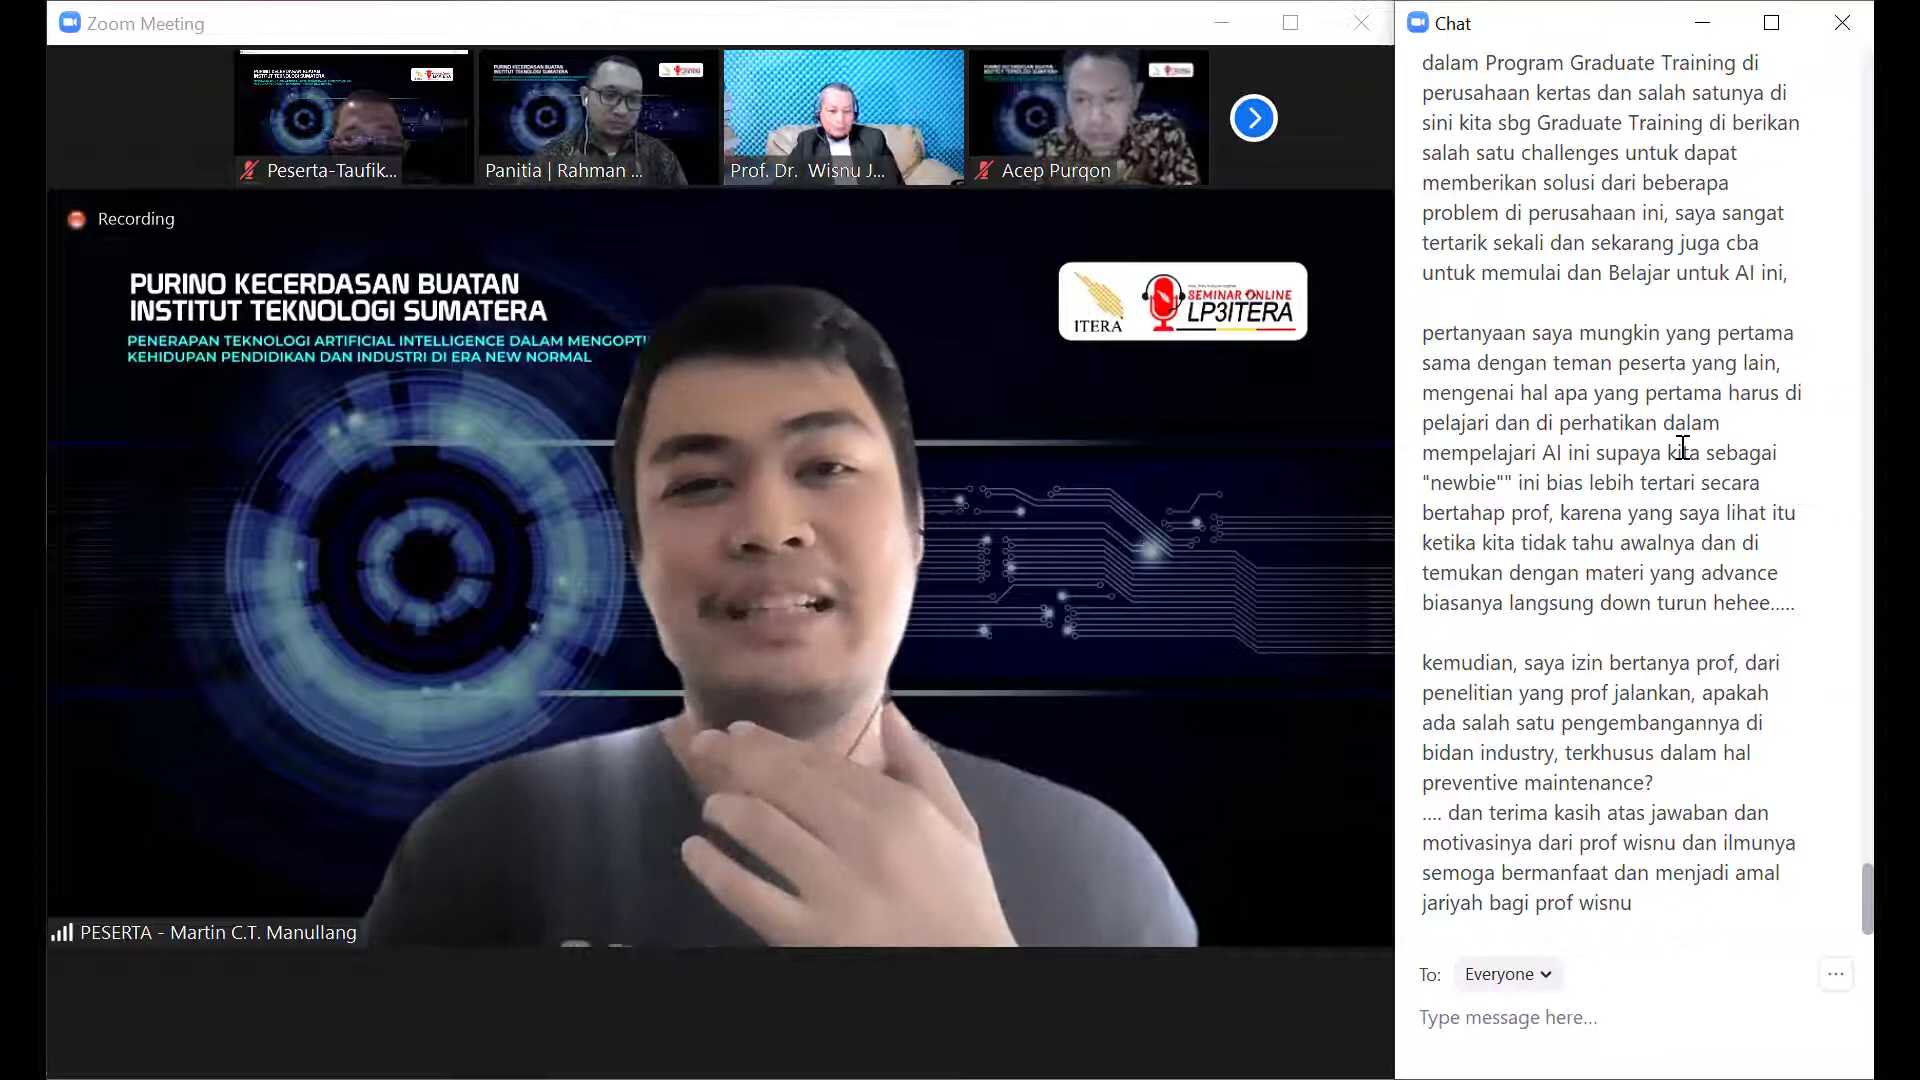 Zoom Meeting
Peserta-Taufik...
Panitia | Rahman ...
Prof. Dr. Wisnu J...
Acep Purqon
Recording
PURINO KECERDASAN BUATAN
INSTITUT TEKNOLOGI SUMATERA
PENERAPAN TEKNOLOGI ARTIFICIAL INTELLIGENCE DALAM MENGOPTI
KEHIDUPAN PENDIDIKAN DAN INDUSTRI DI ERA NEW NORMAL
ITERA
SEMINAR ONLINE
LP3ITERA
PESERTA - Martin C.T. Manullang
Chat
dalam Program Graduate Training di
perusahaan kertas dan salah satunya di
sini kita sbg Graduate Training di berikan
salah satu challenges untuk dapat
memberikan solusi dari beberapa
problem di perusahaan ini, saya sangat
tertarik sekali dan sekarang juga cba
untuk memulai dan Belajar untuk AI ini,
pertanyaan saya mungkin yang pertama
sama dengan teman peserta yang lain,
mengenai hal apa yang pertama harus di
pelajari dan di perhatikan dalam
mempelajari AI ini supaya kita sebagai
"newbie"" ini bias lebih tertari secara
bertahap prof, karena yang saya lihat itu
ketika kita tidak tahu awalnya dan di
temukan dengan materi yang advance
biasanya langsung down turun hehee.....
kemudian, saya izin bertanya prof, dari
penelitian yang prof jalankan, apakah
ada salah satu pengembangannya di
bidan industry, terkhusus dalam hal
preventive maintenance?
.... dan terima kasih atas jawaban dan
motivasinya dari prof wisnu dan ilmunya
semoga bermanfaat dan menjadi amal
jariyah bagi prof wisnu
To: Everyone
Type message here...